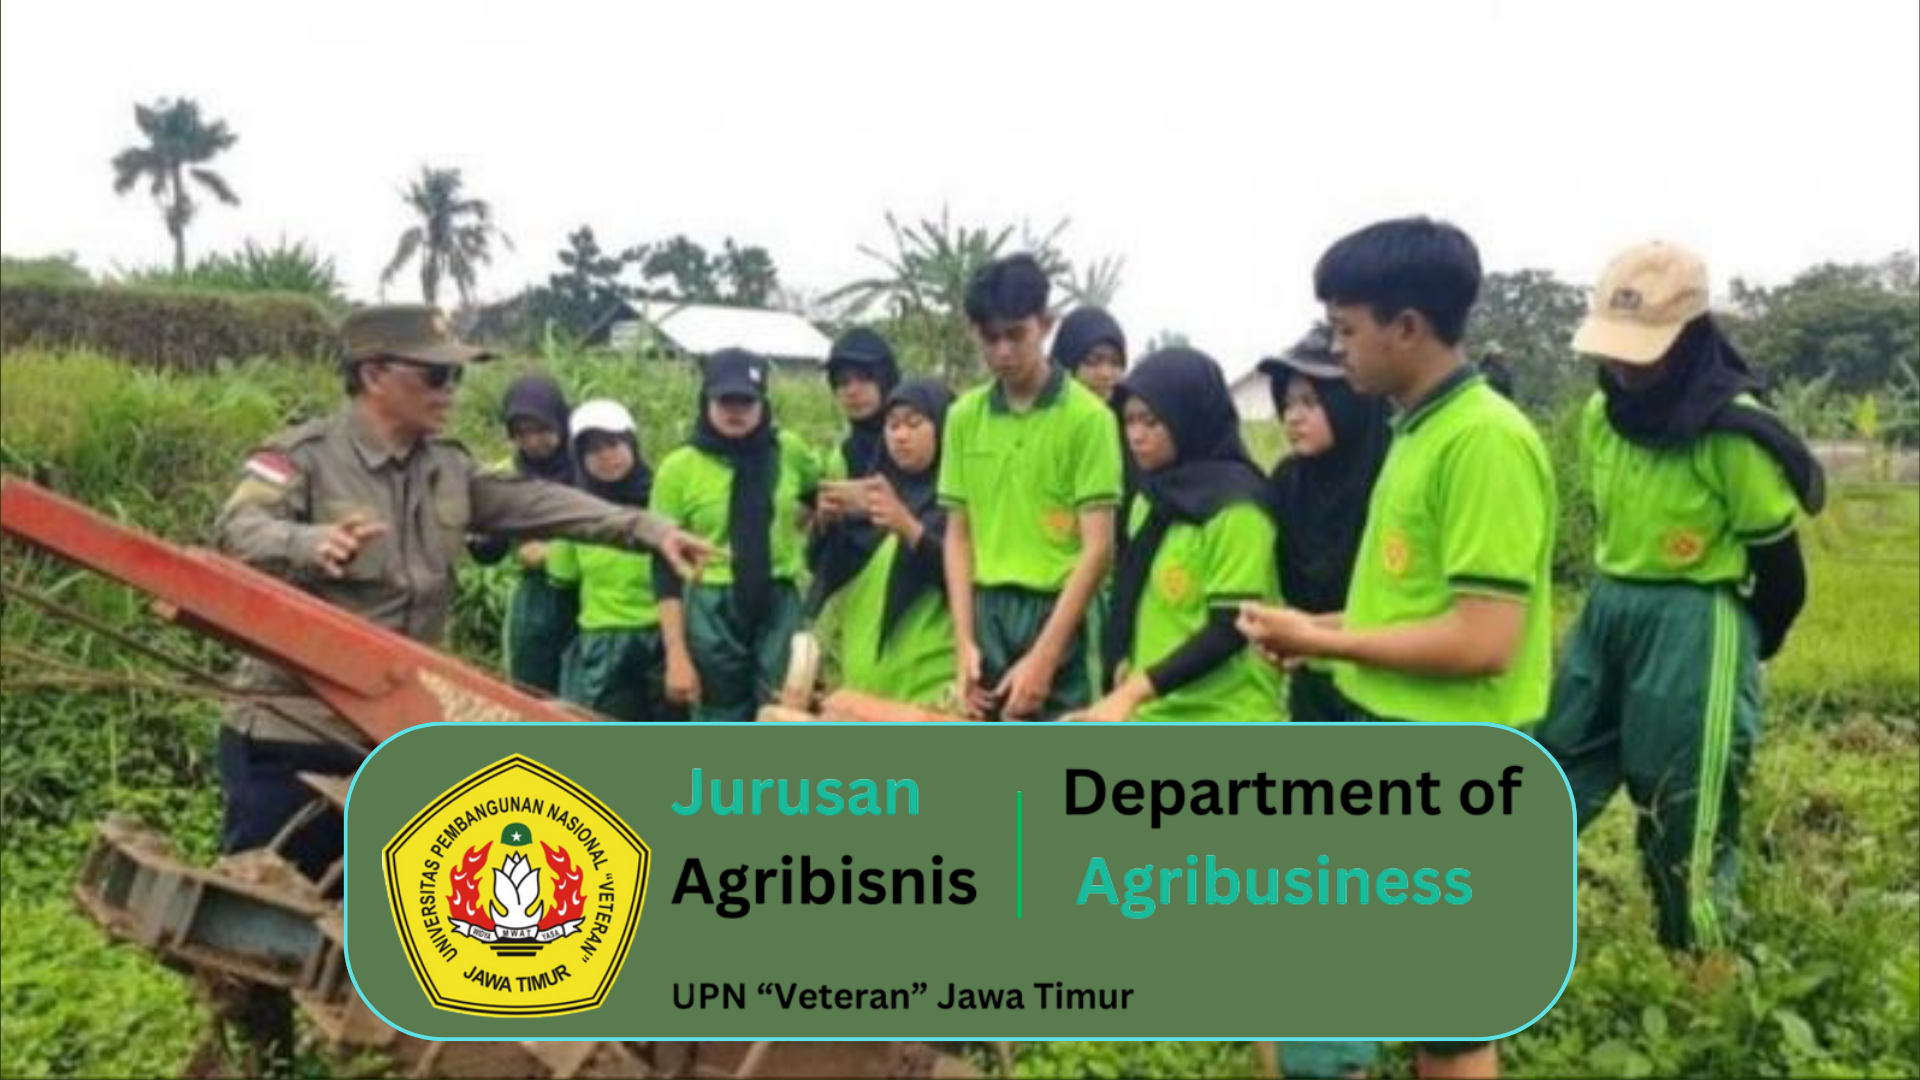 Jurusan
Agribisnis
Department of
Agribusiness
UPN “Veteran” Jawa Timur
UNIVERSITAS PEMBANGUNAN NASIONAL “VETERAN”
JAWA TIMUR
WIDYA MWAT YASA